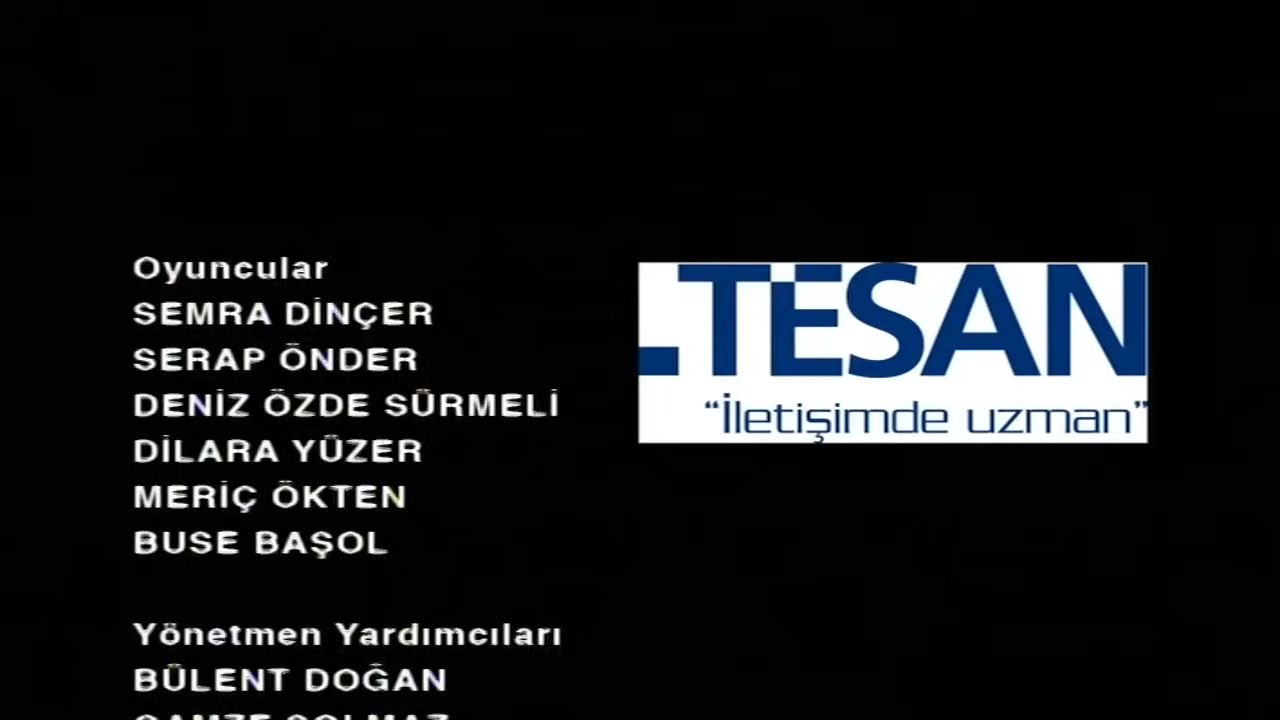 Oyuncular
SEMRA DİNÇER
SERAP ÖNDER
DENİZ ÖZDE SÜRMELİ
DİLARA YÜZER
MERİÇ ÖKTEN
BUSE BAŞOL
Yönetmen Yardımcıları
BÜLENT DOĞAN
TESAN
“İletişimde uzman”